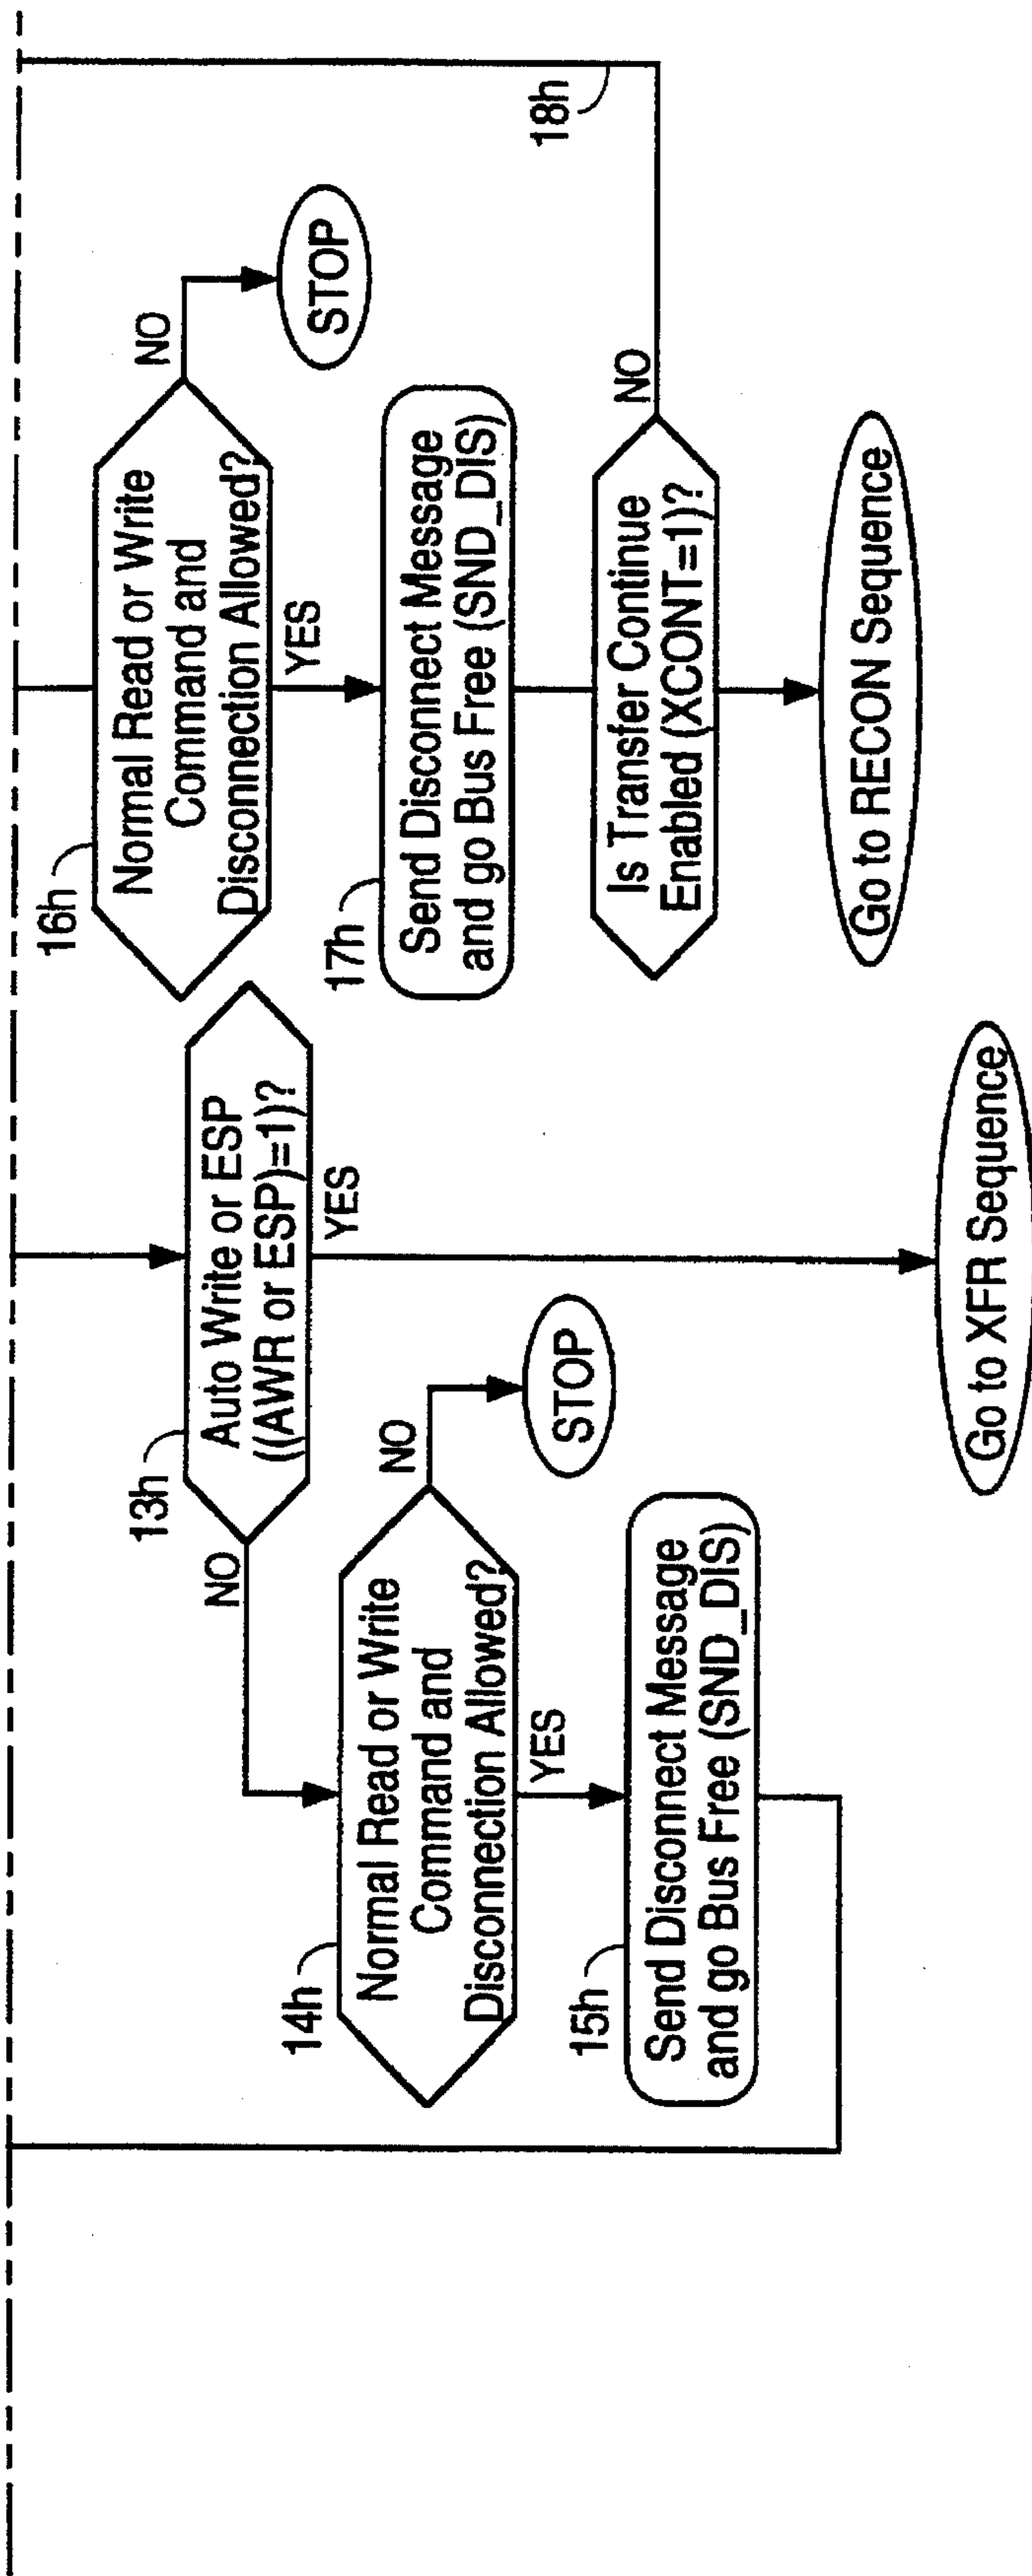 13h
Auto Write or ESP
((AWR or ESP)=1)?
NO
YES
14h
Normal Read or Write
Command and
Disconnection Allowed?
NO
STOP
YES
15h
Send Disconnect Message
and go Bus Free (SND_DIS)
Go to XFR Sequence
16h
Normal Read or Write
Command and
Disconnection Allowed?
NO
STOP
YES
17h
Send Disconnect Message
and go Bus Free (SND_DIS)
18h
Is Transfer Continue
Enabled (XCONT=1)?
NO
Go to RECON Sequence